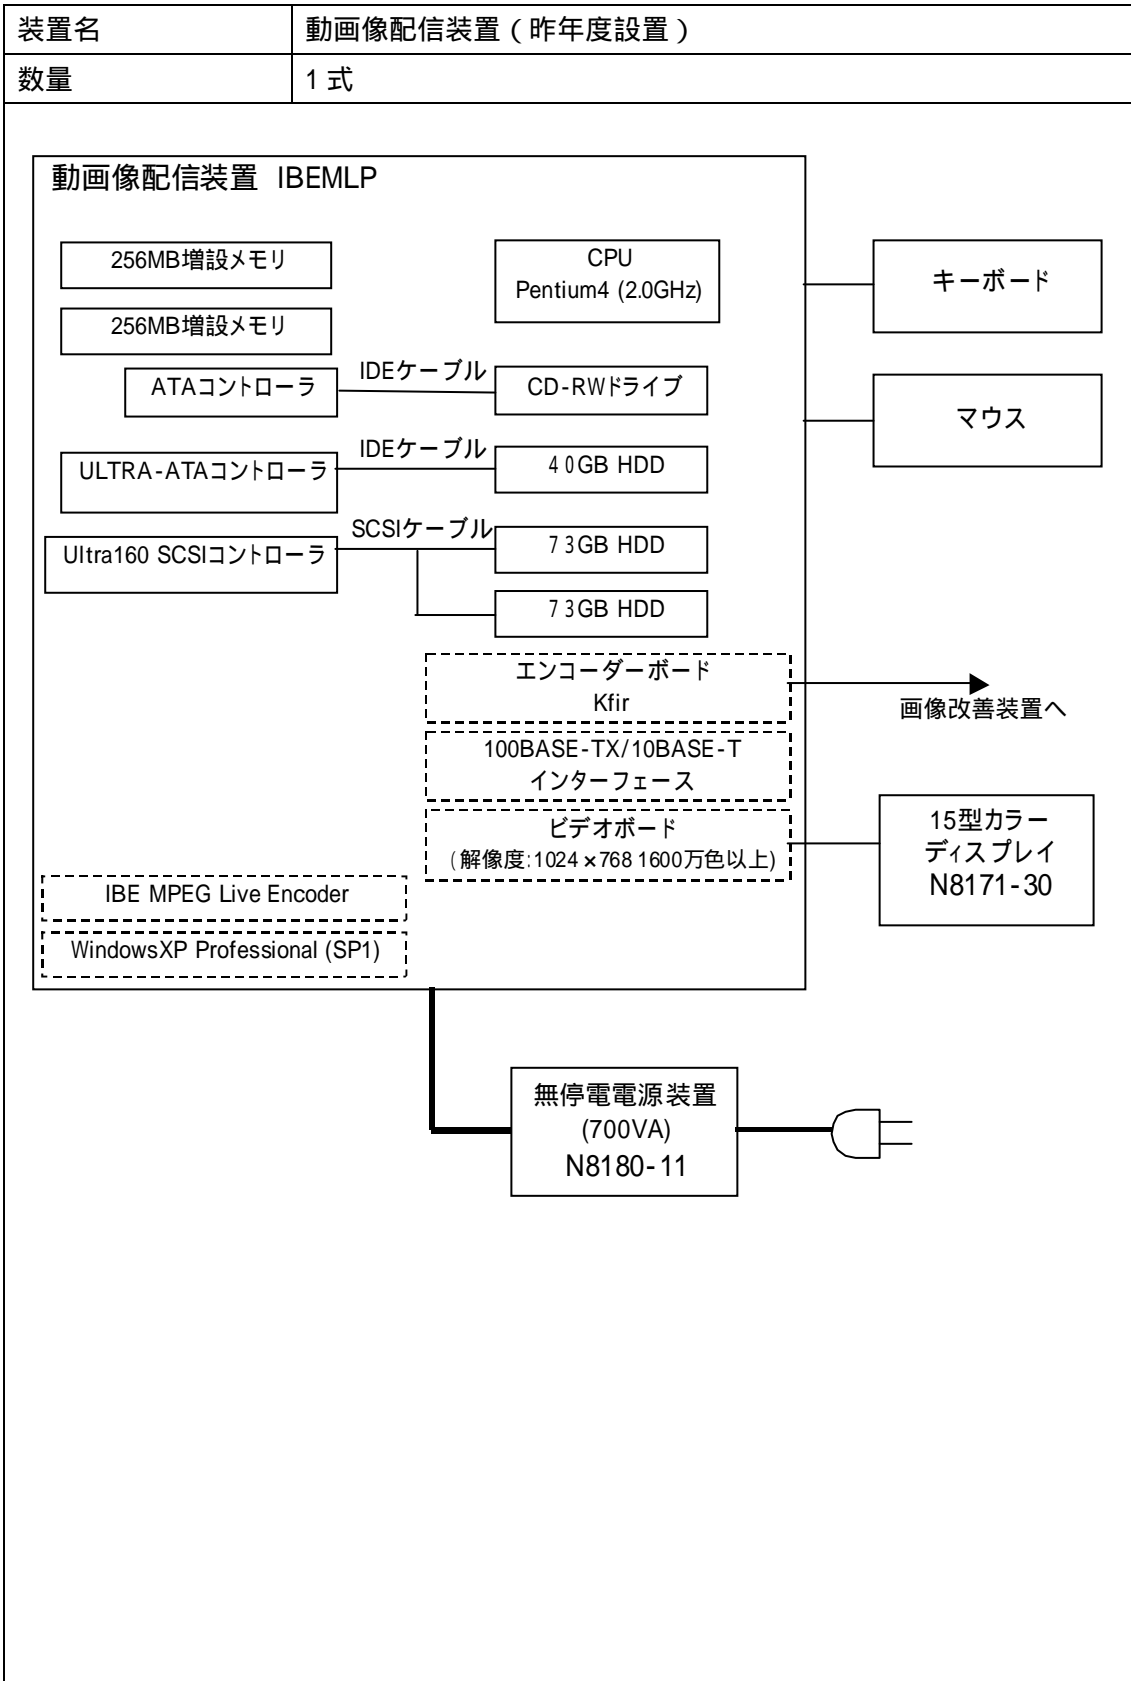 装置名
動画像配信装置(昨年度設置)
数量
1 式
動画像配信装置 IBEMLP
256MB増設メモリ
CPU
Pentium4 (2.0GHz)
キーボード
256MB増設メモリ
ATAコントローラ
IDEケーブル
CD-RWドライブ
マウス
ULTRA-ATAコントローラ
IDEケーブル
40GB HDD
Ultra160 SCSIコントローラ
SCSIケーブル
73GB HDD
73GB HDD
エンコーダーボード
Kfir
画像改善装置へ
100BASE-TX/10BASE-T
インターフェース
ビデオボード
(解像度:1024×768 1600万色以上)
15型カラー
ディスプレイ
N8171-30
IBE MPEG Live Encoder
WindowsXP Professional (SP1)
無停電電源装置
(700VA)
N8180-11